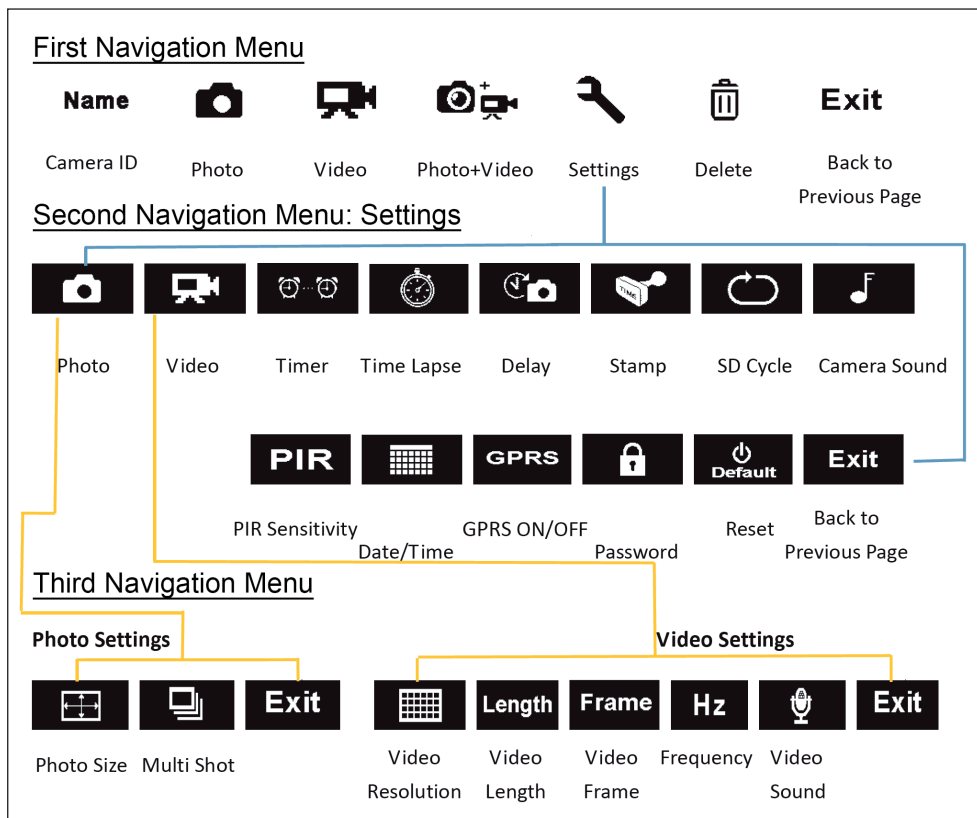 First Navigation Menu
Name
Exit
Camera ID Photo Video Photo+Video Settings Delete Back to
Previous Page
Second Navigation Menu: Settings
TIME
Photo Video Timer Time Lapse Delay Stamp SD Cycle Camera Sound
PIR GPRS Default Exit
PIR Sensitivity Date/Time GPRS ON/OFF Password Reset Back to
Previous Page
Third Navigation Menu
Photo Settings Video Settings
Exit Length Frame Hz Exit
Photo Size Multi Shot Video Video Video Frequency Video
Resolution Length Frame Sound